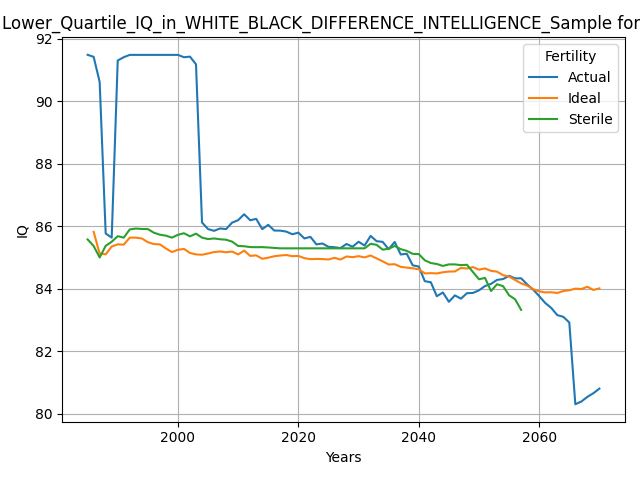 Lower_Quartile_IQ_in_WHITE_BLACK_DIFFERENCE_INTELLIGENCE_Sample for
Fertility
Actual
Ideal
Sterile
IQ
92
90
88
86
84
82
80
2000
2020
2040
2060
Years